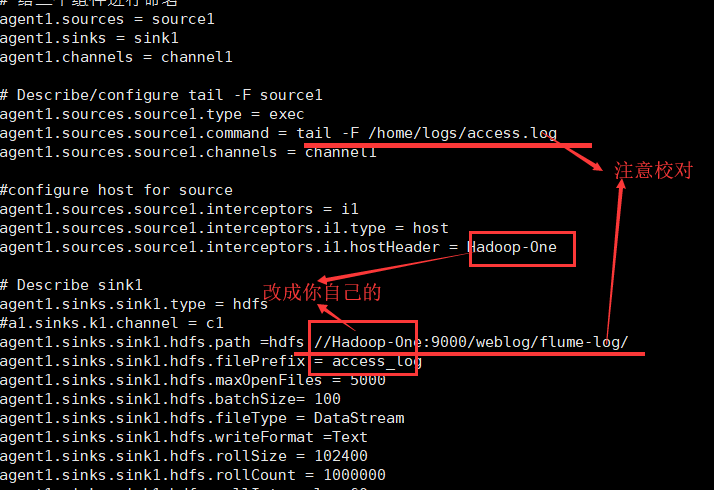 # 给三个组件进行命名
agent1.sources = source1
agent1.sinks = sink1
agent1.channels = channel1
# Describe/configure tail -F source1
agent1.sources.source1.type = exec
agent1.sources.source1.command = tail -F /home/logs/access.log
agent1.sources.source1.channels = channel1
注意校对
#configure host for source
agent1.sources.source1.interceptors = i1
agent1.sources.source1.interceptors.i1.type = host
agent1.sources.source1.interceptors.i1.hostHeader = Hadoop-One
# Describe sink1
改成你自己的
agent1.sinks.sink1.type = hdfs
#a1.sinks.k1.channel = c1
agent1.sinks.sink1.hdfs.path =hdfs //Hadoop-One:9000/weblog/flume-log/
agent1.sinks.sink1.hdfs.filePrefix = access_log
agent1.sinks.sink1.hdfs.maxOpenFiles = 5000
agent1.sinks.sink1.hdfs.batchSize= 100
agent1.sinks.sink1.hdfs.fileType = DataStream
agent1.sinks.sink1.hdfs.writeFormat =Text
agent1.sinks.sink1.hdfs.rollSize = 102400
agent1.sinks.sink1.hdfs.rollCount = 1000000